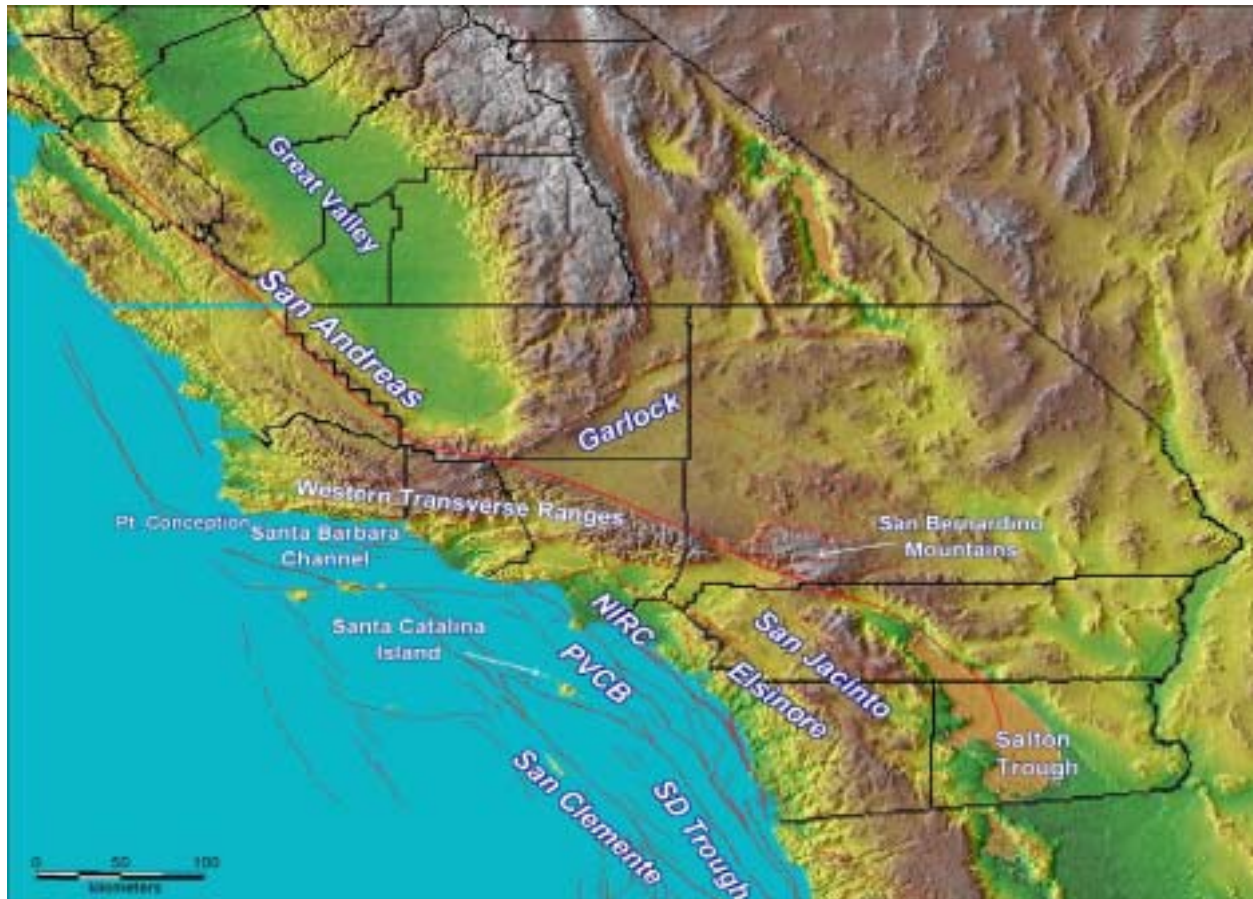 Great Valley
San Andreas
Garlock
Western Transverse Ranges
Pt. Conception
Santa Barbara
Channel
San Bernardino
Mountains
Santa Catalina
Island
NIRC
PVCB
San Jacinto
Elsinore
Salton
Trough
San Clemente
SD Trough
0 50 100
kilometers